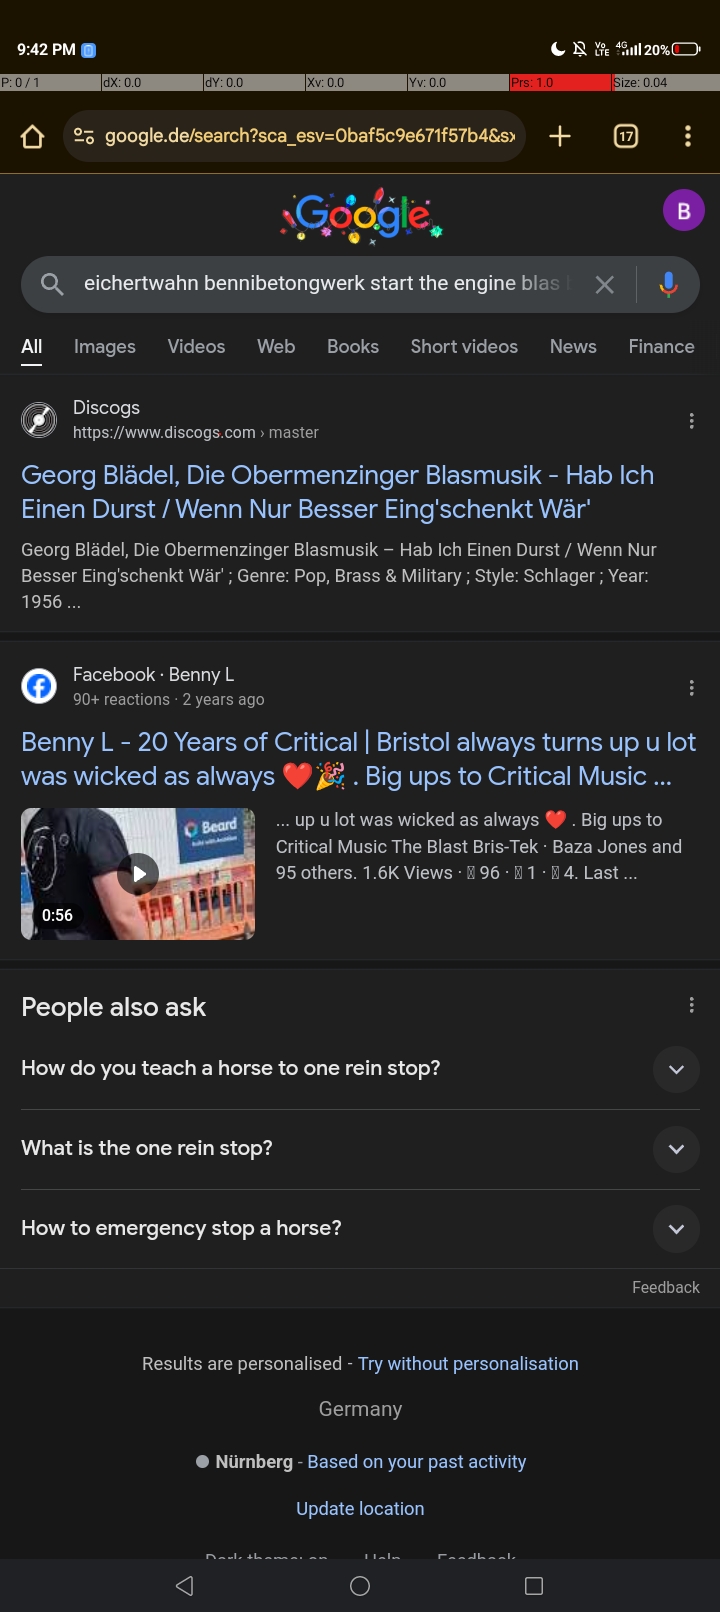 9:42 PM
Vo LTE 4G 20%
P: 0 / 1 dX: 0.0 dY: 0.0 Xv: 0.0 Yv: 0.0 Prs: 1.0 Size: 0.04
google.de/search?sca_esv=0baf5c9e671f57b4&sx
17
Google
B
eichertwahn bennibetongwerk start the engine blas
All Images Videos Web Books Short videos News Finance
Discogs
https://www.discogs.com › master
Georg Blädel, Die Obermenzinger Blasmusik - Hab Ich
Einen Durst / Wenn Nur Besser Eing'schenkt Wär'
Georg Blädel, Die Obermenzinger Blasmusik – Hab Ich Einen Durst / Wenn Nur
Besser Eing'schenkt Wär' ; Genre: Pop, Brass & Military ; Style: Schlager ; Year:
1956 ...
Facebook · Benny L
90+ reactions · 2 years ago
Benny L - 20 Years of Critical | Bristol always turns up u lot
was wicked as always ❤️🎉 . Big ups to Critical Music ...
Beard
0:56
... up u lot was wicked as always ❤️ . Big ups to
Critical Music The Blast Bris-Tek · Baza Jones and
95 others. 1.6K Views · 96 · 1 · 4. Last ...
People also ask
How do you teach a horse to one rein stop?
What is the one rein stop?
How to emergency stop a horse?
Feedback
Results are personalised - Try without personalisation
Germany
Nürnberg - Based on your past activity
Update location
Dark theme: on Help Feedback